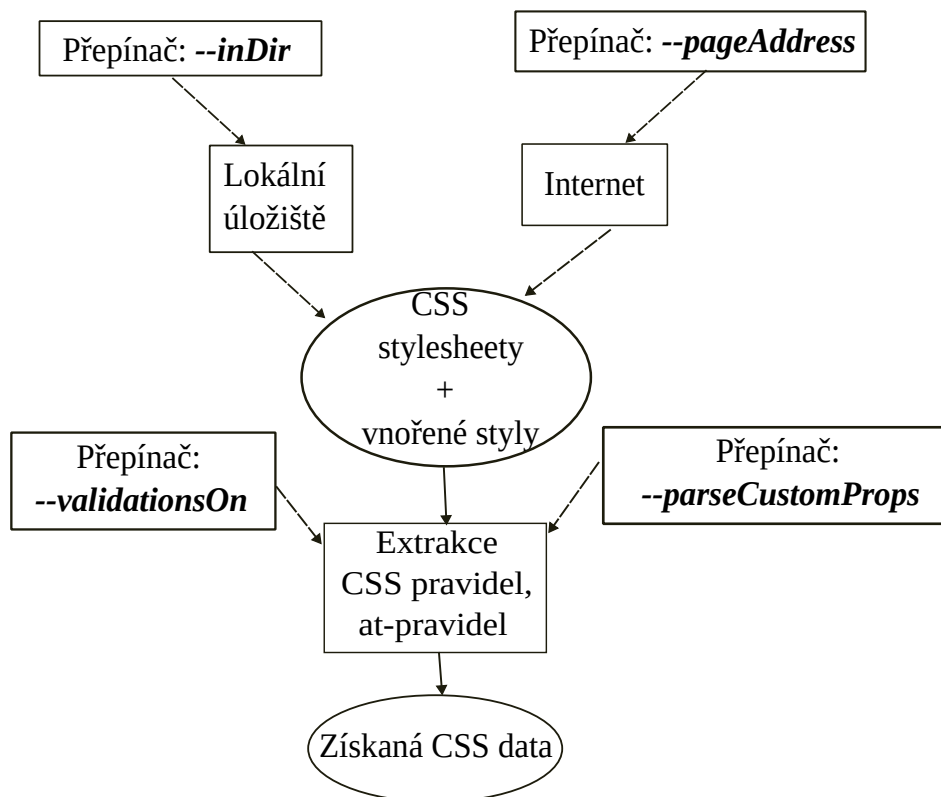 Přepínač: --inDir
Přepínač: --pageAddress
Lokální
úložiště
Internet
CSS
stylesheety
+
vnořené styly
Přepínač:
--validationsOn
Přepínač:
--parseCustomProps
Extrakce
CSS pravidel,
at-pravidel
Získaná CSS data